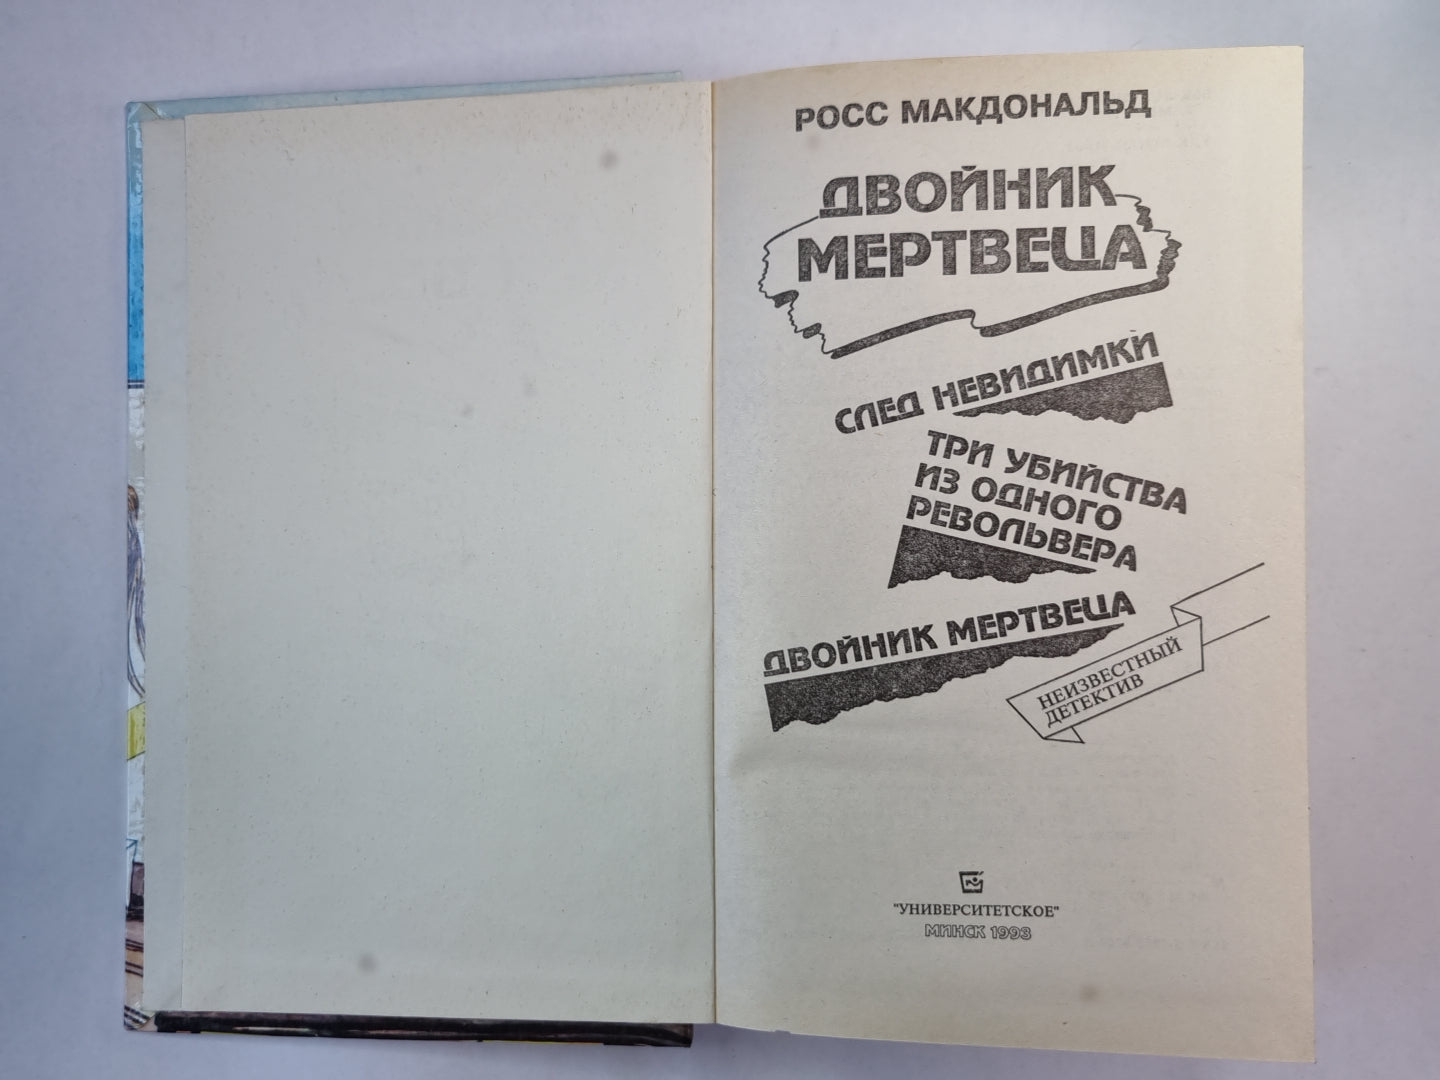 РОСС МАКДОНАЛЬД
ДВОЙНИК
МЕРТВЕЦА
СЛЕД НЕВИДИМКИ
ТРИ УБИЙСТВА
ИЗ ОДНОГО
РЕВОЛЬВЕРА
ДВОЙНИК МЕРТВЕЦА
НЕИЗВЕСТНЫЙ
ДЕТЕКТИВ
"УНИВЕРСИТЕТСКОЕ"
МИНСК 1993